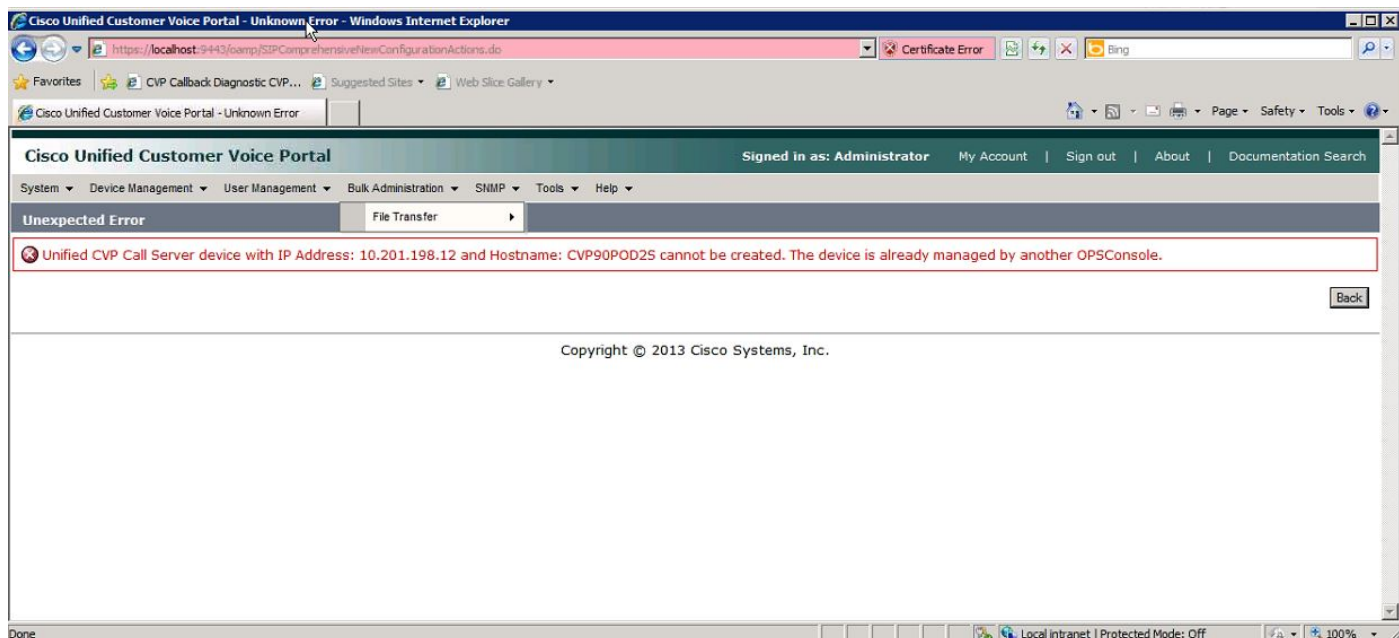 Cisco Unified Customer Voice Portal - Unknown Error - Windows Internet Explorer
https://localhost:9443/oamp/SIPComprehensiveNewConfigurationActions.do Certificate Error Bing
Favorites CVP Callback Diagnostic CVP... Suggested Sites Web Slice Gallery
Cisco Unified Customer Voice Portal - Unknown Error Page Safety Tools
Cisco Unified Customer Voice Portal Signed in as: Administrator My Account | Sign out | About | Documentation Search
System Device Management User Management Bulk Administration SNMP Tools Help
Unexpected Error File Transfer
Unified CVP Call Server device with IP Address: 10.201.198.12 and Hostname: CVP90POD2S cannot be created. The device is already managed by another OPSConsole.
Back
Copyright © 2013 Cisco Systems, Inc.
Done Local intranet | Protected Mode: Off 100%